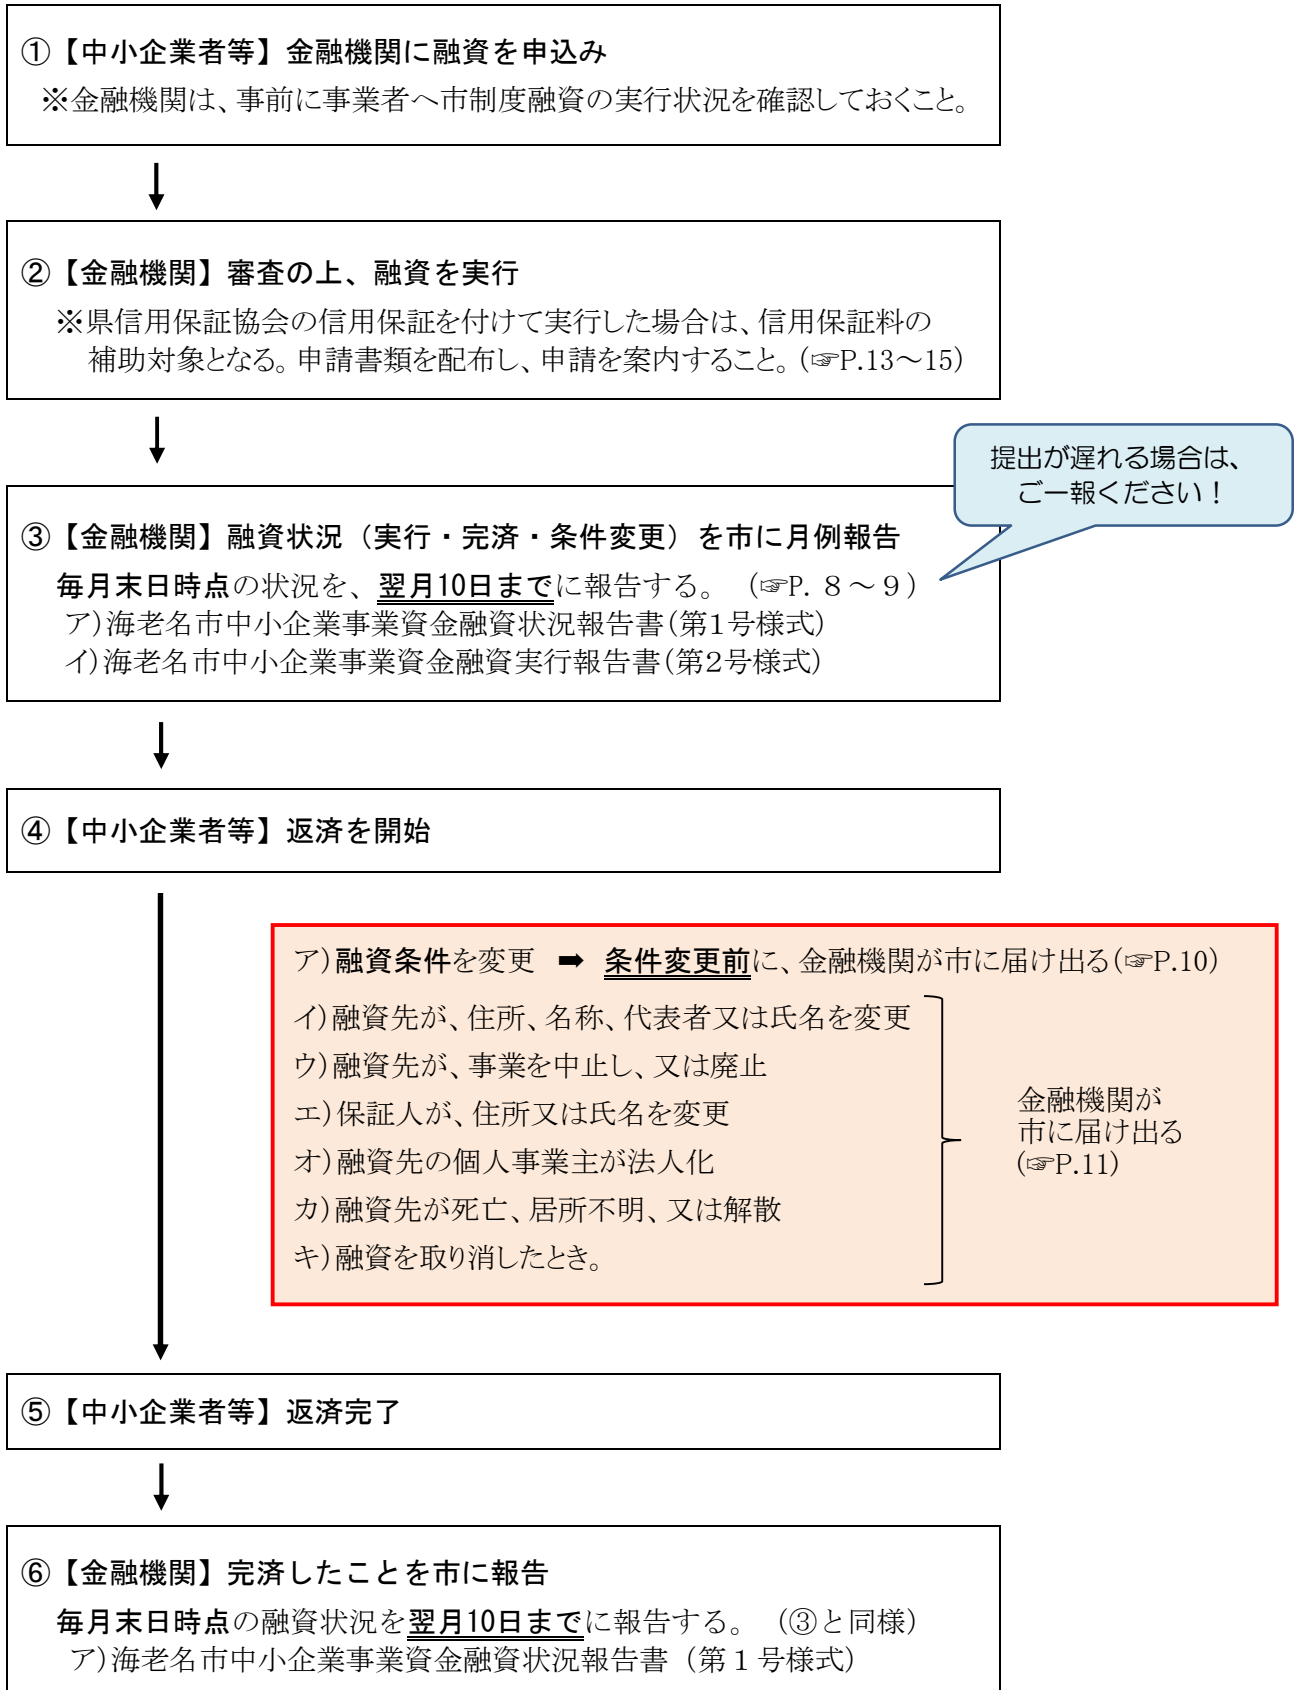 ①【中小企業者等】金融機関に融資を申込み
※金融機関は、事前に事業者へ市制度融資の実行状況を確認しておくこと。
②【金融機関】審査の上、融資を実行
※県信用保証協会の信用保証を付けて実行した場合は、信用保証料の
補助対象となる。申請書類を配布し、申請を案内すること。(☞P.13～15)
提出が遅れる場合は、
ご一報ください！
③【金融機関】融資状況（実行・完済・条件変更）を市に月例報告
毎月末日時点の状況を、翌月10日までに報告する。 （☞P.８～９）
ア)海老名市中小企業事業資金融資状況報告書(第１号様式)
イ)海老名市中小企業事業資金融資実行報告書(第２号様式)
④【中小企業者等】返済を開始
ア)融資条件を変更 ➡ 条件変更前に、金融機関が市に届け出る(☞P.10)
イ)融資先が、住所、名称、代表者又は氏名を変更
ウ)融資先が、事業を中止し、又は廃止
エ)保証人が、住所又は氏名を変更
オ)融資先の個人事業主が法人化
カ)融資先が死亡、居所不明、又は解散
キ)融資を取り消したとき。
金融機関が
市に届け出る
(☞P.11)
⑤【中小企業者等】返済完了
⑥【金融機関】完済したことを市に報告
毎月末日時点の融資状況を翌月10日までに報告する。 （③と同様）
ア)海老名市中小企業事業資金融資状況報告書（第１号様式）